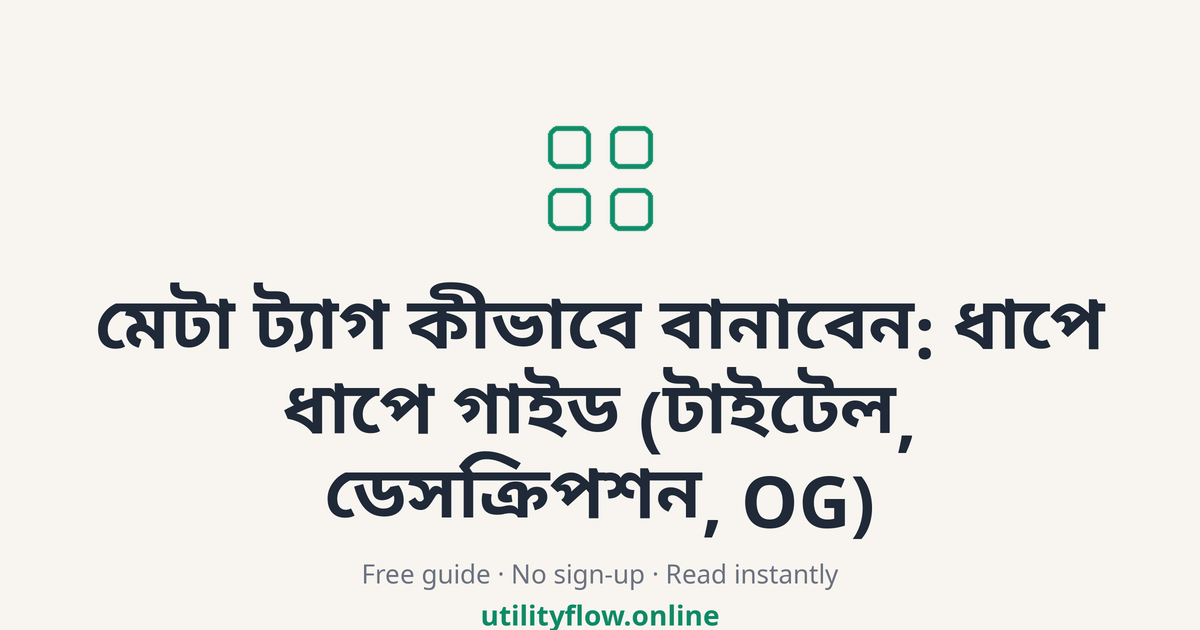 মেটা ট্যাগ কীভাবে বানাবেন: ধাপে
ধাপে গাইড (টাইটেল,
ডেসক্রিপশন, OG)
Free guide · No sign-up · Read instantly
utilityflow.online